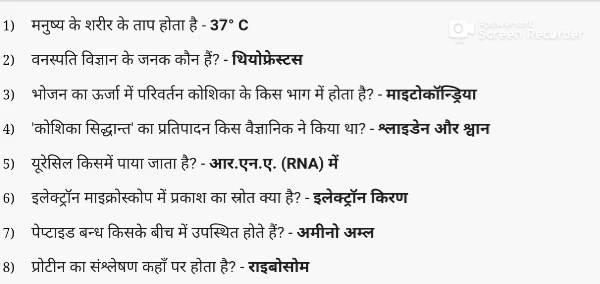 1) मनुष्य के शरीर के ताप होता है - 37° C
Apowersoft
Screen Recorder
2) वनस्पति विज्ञान के जनक कौन हैं? - थियोफ्रेस्टस
3) भोजन का ऊर्जा में परिवर्तन कोशिका के किस भाग में होता है? - माइटोकॉन्ड्रिया
4) 'कोशिका सिद्धान्त' का प्रतिपादन किस वैज्ञानिक ने किया था? - श्लाइडेन और श्वान
5) यूरेसिल किसमें पाया जाता है? - आर.एन.ए. (RNA) में
6) इलेक्ट्रॉन माइक्रोस्कोप में प्रकाश का स्रोत क्या है? - इलेक्ट्रॉन किरण
7) पेप्टाइड बन्ध किसके बीच में उपस्थित होते हैं? - अमीनो अम्ल
8) प्रोटीन का संश्लेषण कहाँ पर होता है? - राइबोसोम